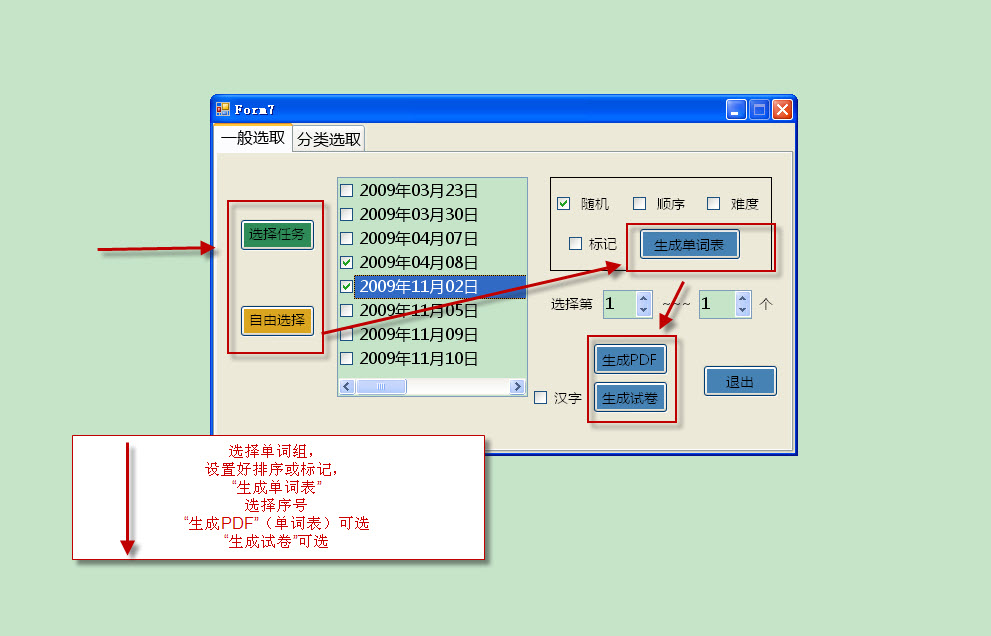 Form7
一般选取 分类选取
选择任务
自由选择
2009年03月23日
2009年03月30日
2009年04月07日
2009年04月08日
2009年11月02日
2009年11月05日
2009年11月09日
2009年11月10日
随机 顺序 难度
标记 生成单词表
选择第 1 ~~~ 1 个
生成PDF
汉字 生成试卷
退出
选择单词组,
设置好排序或标记,
“生成单词表”
选择序号
“生成PDF”（单词表）可选
“生成试卷”可选